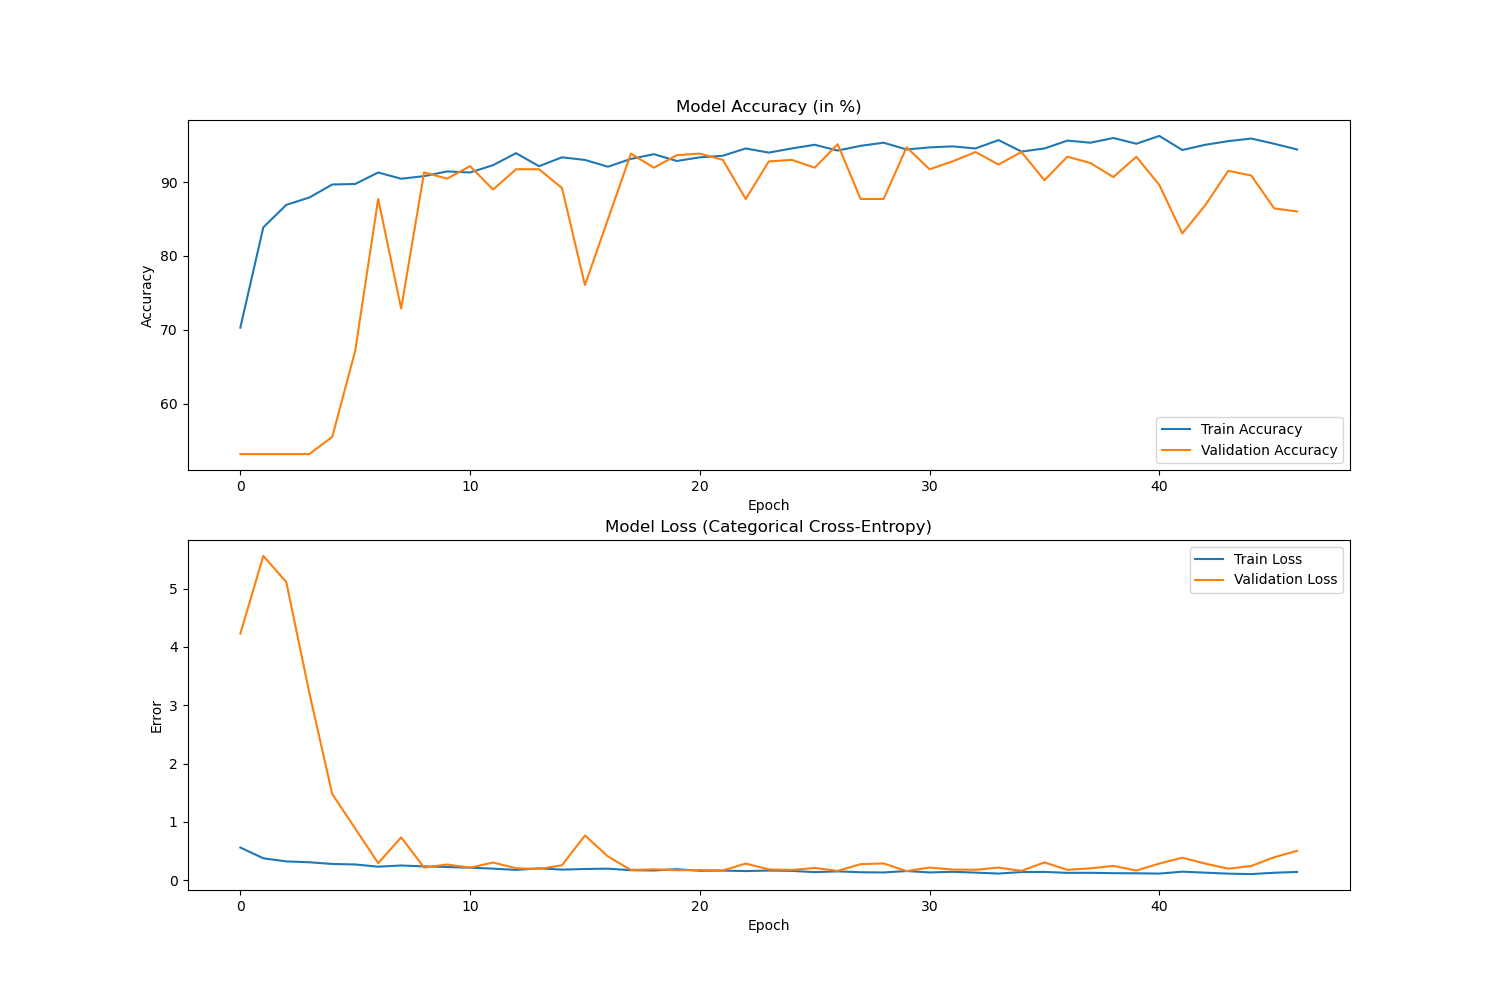 Model Accuracy (in %)
90
80
70
60
Accuracy
Train Accuracy
Validation Accuracy
0 10 20 30 40
Epoch
Model Loss (Categorical Cross-Entropy)
5
4
3
2
1
0
Error
Train Loss
Validation Loss
0 10 20 30 40
Epoch